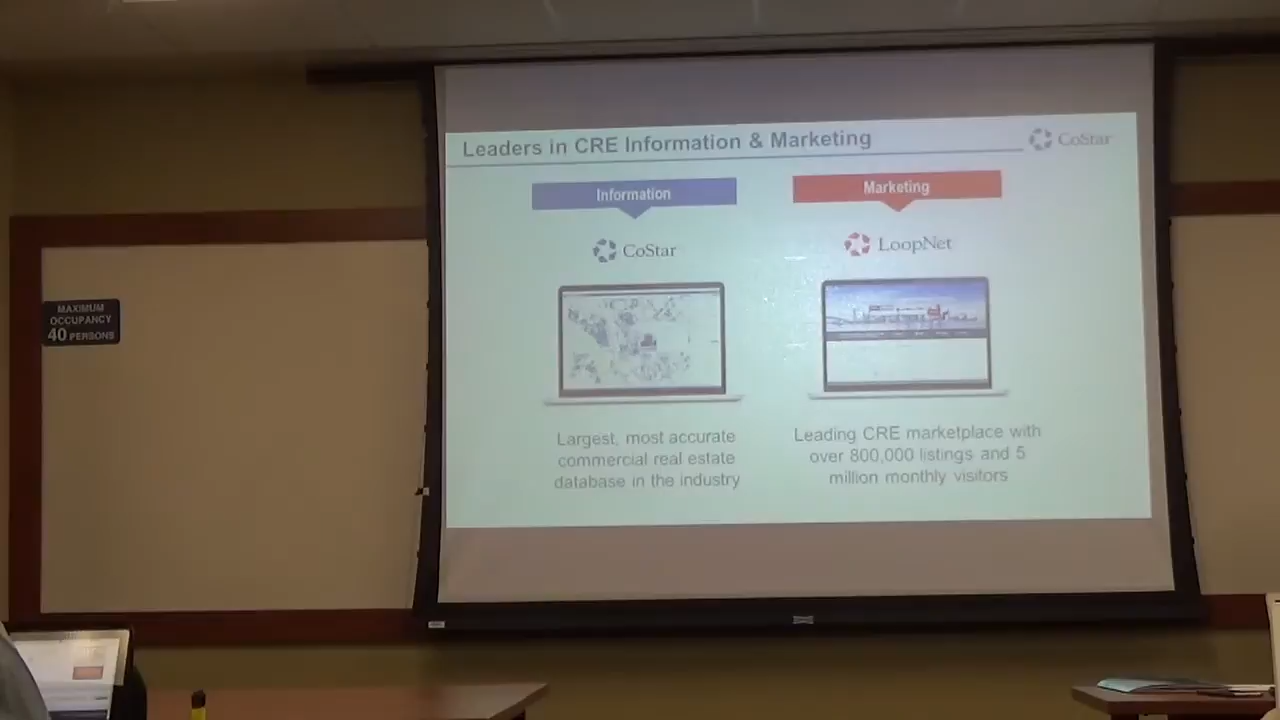 Leaders in CRE Information & Marketing
CoStar
Information
Marketing
CoStar
LoopNet
Largest, most accurate
commercial real estate
database in the industry
Leading CRE marketplace with
over 800,000 listings and 5
million monthly visitors
MAXIMUM
OCCUPANCY
40 PERSONS